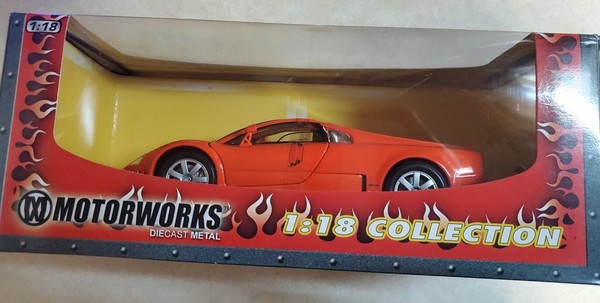 1:18
MOTORWORKS
DIECAST METAL
1:18 COLLECTION